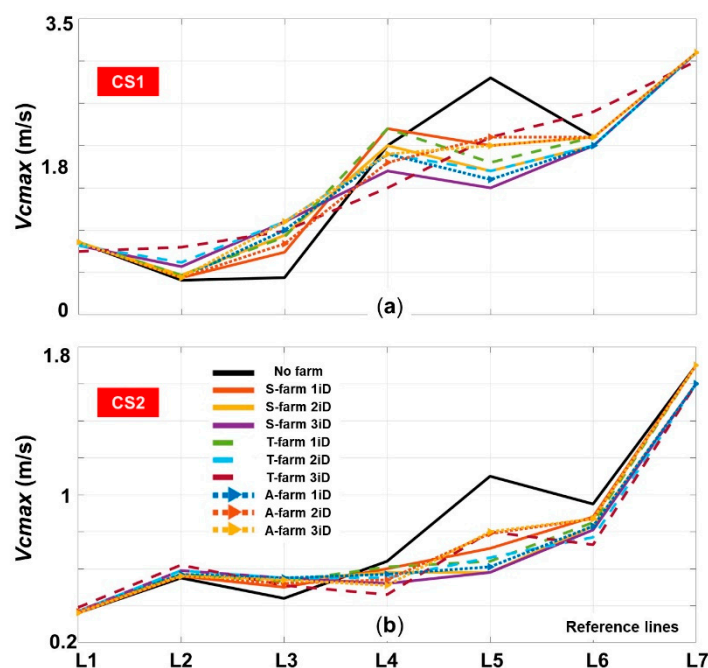 3.5
CS1
Vcmax (m/s)
1.8
0
(a)
1.8
CS2
No farm
S-farm 1iD
S-farm 2iD
S-farm 3iD
T-farm 1iD
T-farm 2iD
T-farm 3iD
A-farm 1iD
A-farm 2iD
A-farm 3iD
Vcmax (m/s)
1
0.2
(b)
Reference lines
L1 L2 L3 L4 L5 L6 L7